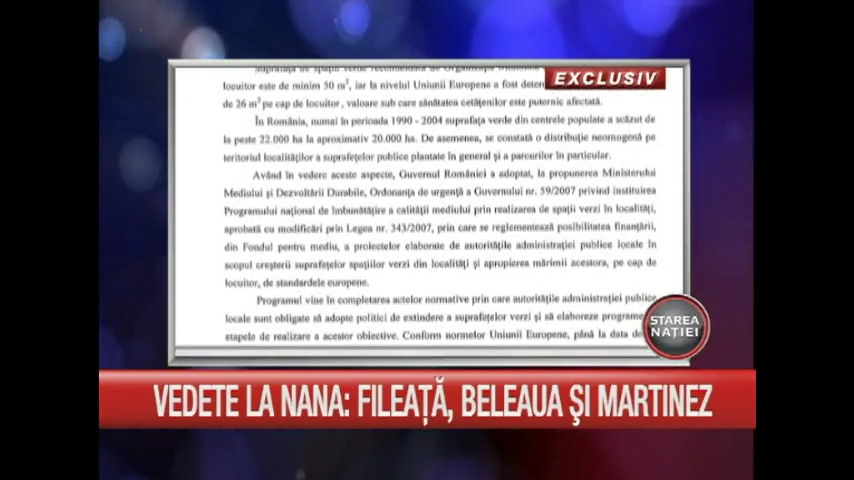 Suprafața de spații verde recomandată de Organizația
EXCLUSIV
locuitor este de minim 50 m², iar la nivelul Uniunii Europene a fost deter
de 26 m² pe cap de locuitor, valoare sub care sănătatea cetățenilor este puternic afectată.
În România, numai în perioada 1990 - 2004 suprafața verde din centrele populate a scăzut de
la peste 22.000 ha la aproximativ 20.000 ha. De asemenea, se constată o distribuție neomogenă pe
teritoriul localităților a suprafețelor publice plantate în general și a parcurilor în particular.
Având în vedere aceste aspecte, Guvernul României a adoptat, la propunerea Ministerului
Mediului și Dezvoltării Durabile, Ordonanța de urgență a Guvernului nr. 59/2007 privind instituirea
Programului național de îmbunătățire a calității mediului prin realizarea de spații verzi în localități,
aprobată cu modificări prin Legea nr. 343/2007, prin care se reglementează posibilitatea finanțării,
din Fondul pentru mediu, a proiectelor elaborate de autoritățile administrației publice locale în
scopul creșterii suprafețelor spațiilor verzi din localități și apropierea mărimii acestora, pe cap de
locuitor, de standardele europene.
Programul vine în completarea actelor normative prin care autoritățile administrației publice
locale sunt obligate să adopte politici de extindere a suprafețelor verzi și să elaboreze programe
etapele de realizare a acestor obiective. Conform normelor Uniunii Europene, până la data de
STAREA
NAȚIEI
VEDETE LA NANA: FILEAȚĂ, BELEAUA ŞI MARTINEZ